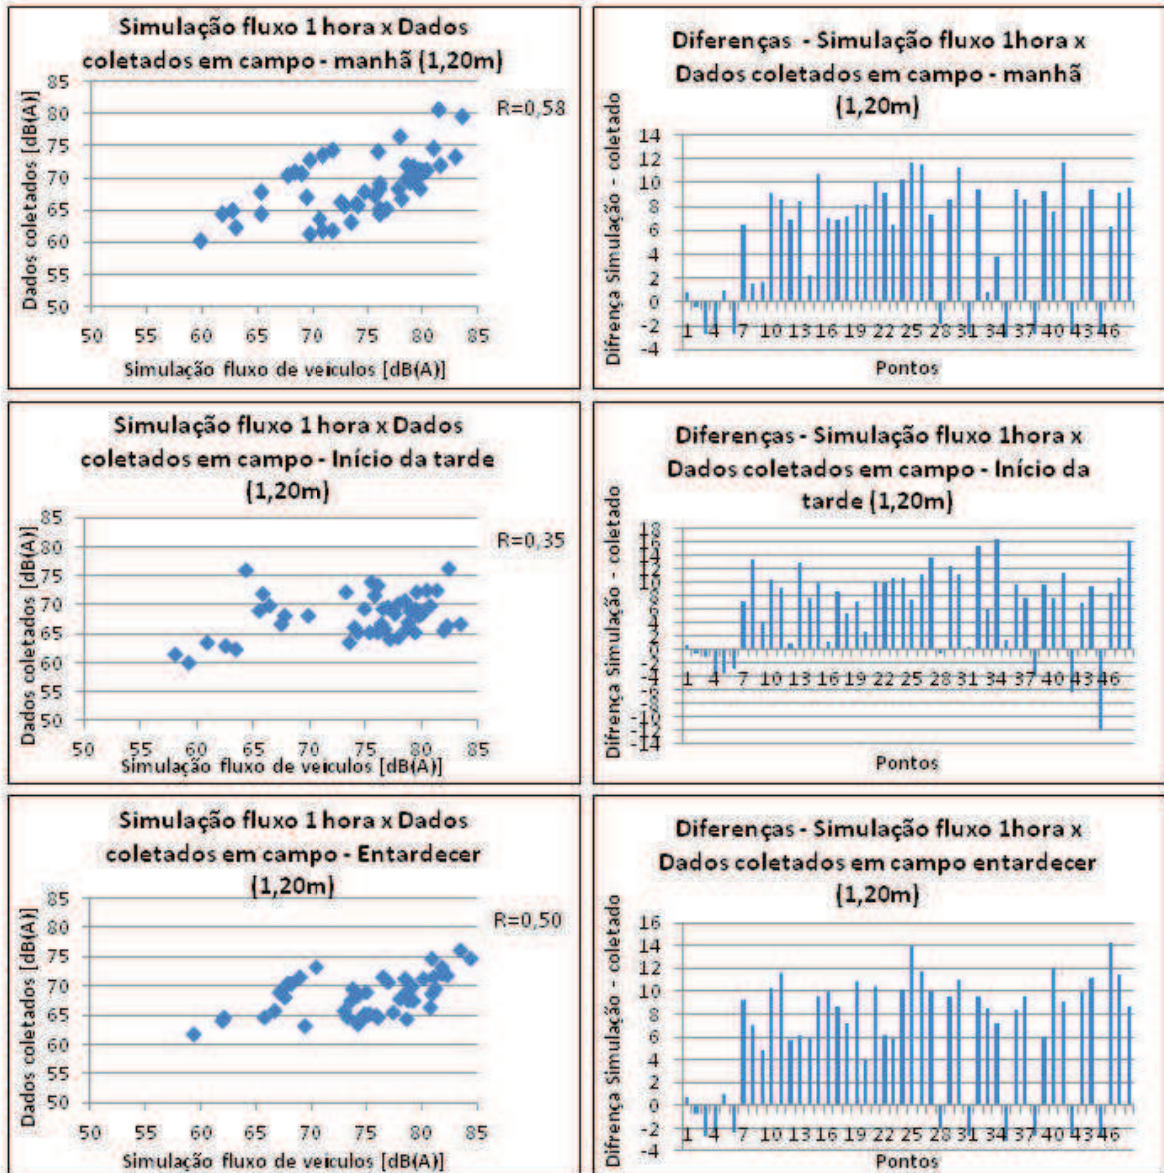 Simulação fluxo 1 hora x Dados
coletados em campo - manhã (1,20m)
R=0,58
Dados coletados [dB(A)]
85
80
75
70
65
60
55
50
50 55 60 65 70 75 80 85
Simulação fluxo de veiculos [dB(A)]
Diferenças - Simulação fluxo 1hora x
Dados coletados em campo - manhã
(1,20m)
Difrença Simulação - coletado
14
12
10
8
6
4
2
0
-2
-4
1 4 7 10 13 16 19 22 25 28 31 34 37 40 43 46
Pontos
Simulação fluxo 1 hora x Dados
coletados em campo - Início da tarde
(1,20m)
R=0,35
Dados coletados [dB(A)]
85
80
75
70
65
60
55
50
50 55 60 65 70 75 80 85
Simulação fluxo de veiculos [dB(A)]
Diferenças - Simulação fluxo 1hora x
Dados coletados em campo - Início da
tarde (1,20m)
Difrença Simulação - coletado
18
16
14
12
10
8
6
4
2
0
-2
-4
-6
-8
-10
-12
-14
1 4 7 10 13 16 19 22 25 28 31 34 37 40 43 46
Pontos
Simulação fluxo 1 hora x Dados
coletados em campo - Entardecer
(1,20m)
R=0,50
Dados coletados [dB(A)]
85
80
75
70
65
60
55
50
50 55 60 65 70 75 80 85
Simulação fluxo de veiculos [dB(A)]
Diferenças - Simulação fluxo 1hora x
Dados coletados em campo entardecer
(1,20m)
Difrença Simulação - coletado
16
14
12
10
8
6
4
2
0
-2
-4
1 4 7 10 13 16 19 22 25 28 31 34 37 40 43 46
Pontos